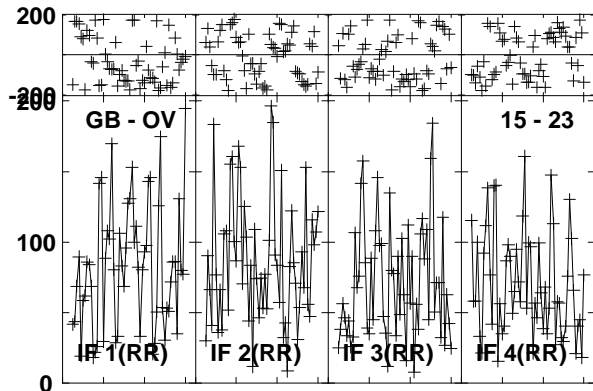 200
-200
200
GB - OV
15 - 23
100
IF 1(RR)
IF 2(RR)
IF 3(RR)
IF 4(RR)
0